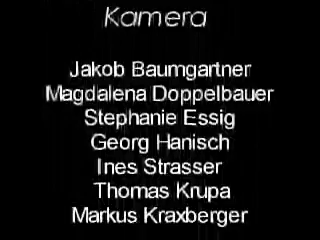 Kamera
Jakob Baumgartner
Magdalena Doppelbauer
Stephanie Essig
Georg Hanisch
Ines Strasser
Thomas Krupa
Markus Kraxberger